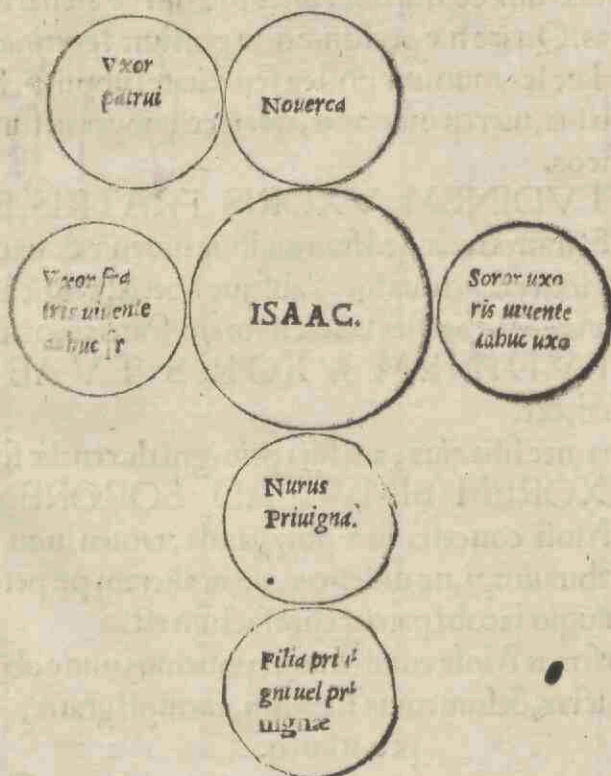 Vxor
patrui
Nouerca
Vxor fra
tris uiuente
adhuc fr
ISAAC.
Soror uxo
ris uiuente
adhuc uxo
Nurus
Priuigna.
Filia pri
gni uel pri
uignæ